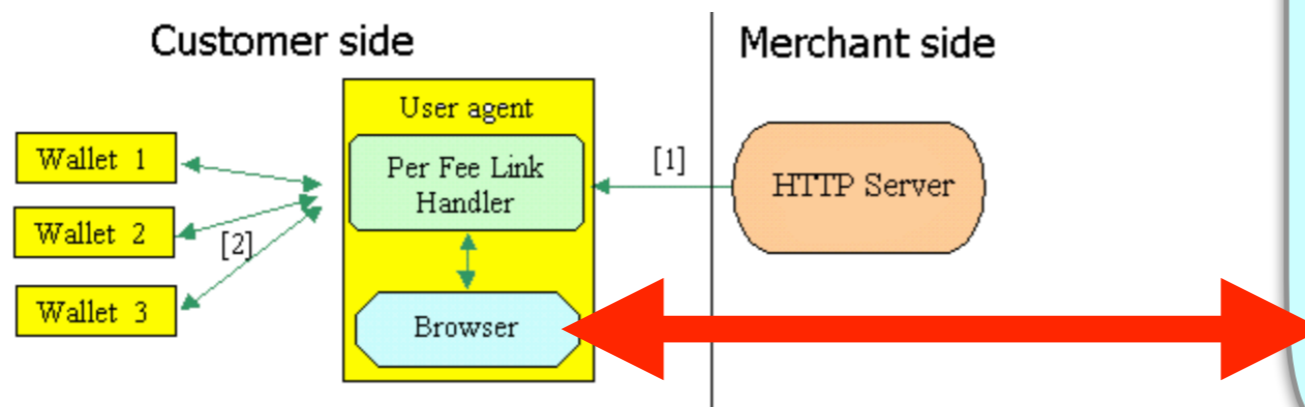 Customer side
Merchant side
User agent
Wallet 1
Per Fee Link
Handler
[1]
HTTP Server
Wallet 2
[2]
Wallet 3
Browser